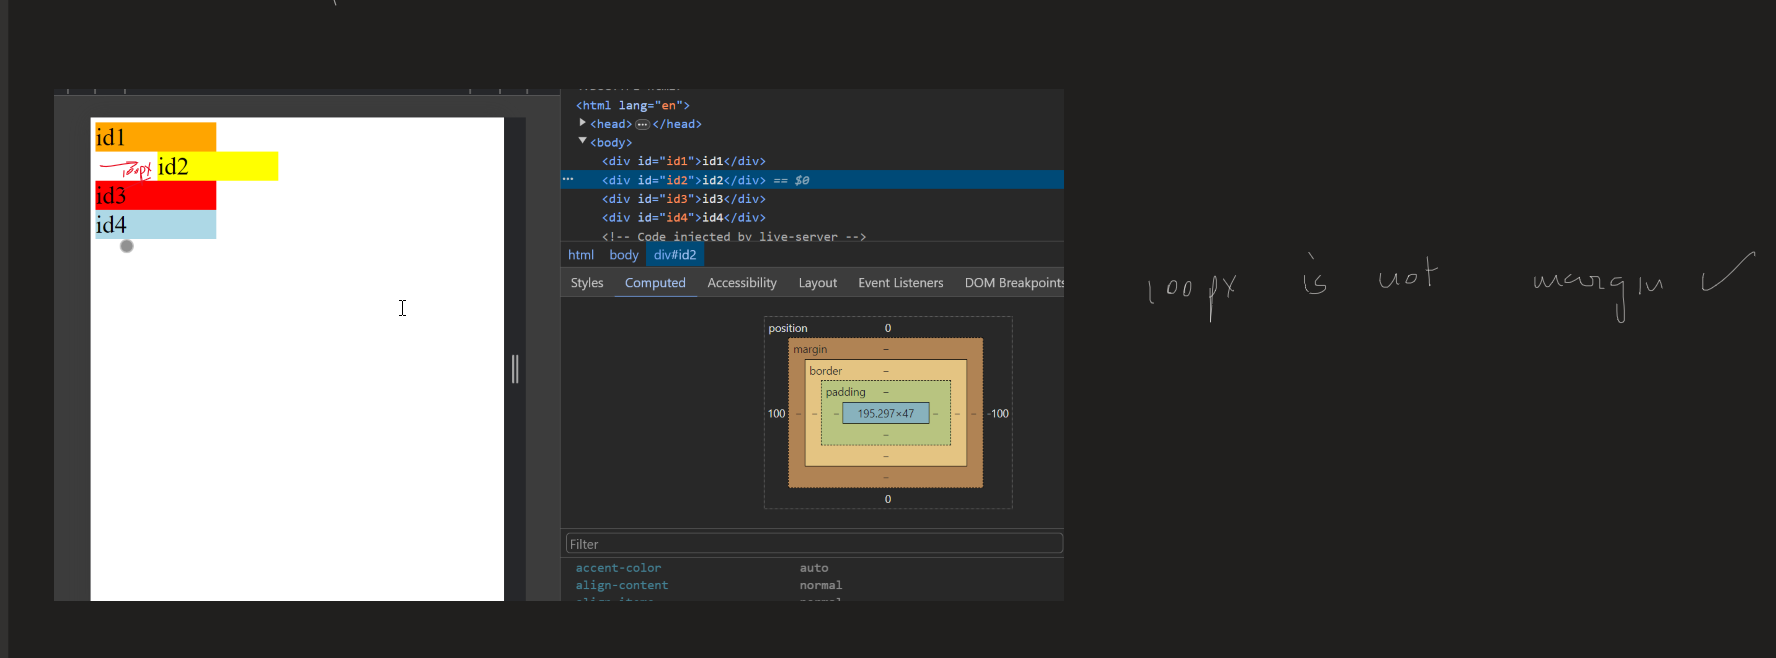 <html lang="en">
<head> ... </head>
<body>
<div id="id1">id1</div>
... <div id="id2">id2</div> == $0
<div id="id3">id3</div>
<div id="id4">id4</div>
<!-- Code injected by live-server -->
html body div#id2
Styles Computed Accessibility Layout Event Listeners DOM Breakpoints
id1
100px id2
id3
id4
position 0
margin –
border –
padding –
100 – – – 195.297×47 – – – -100
–
–
–
0
Filter
accent-color auto
align-content normal
100px is not margin ✓